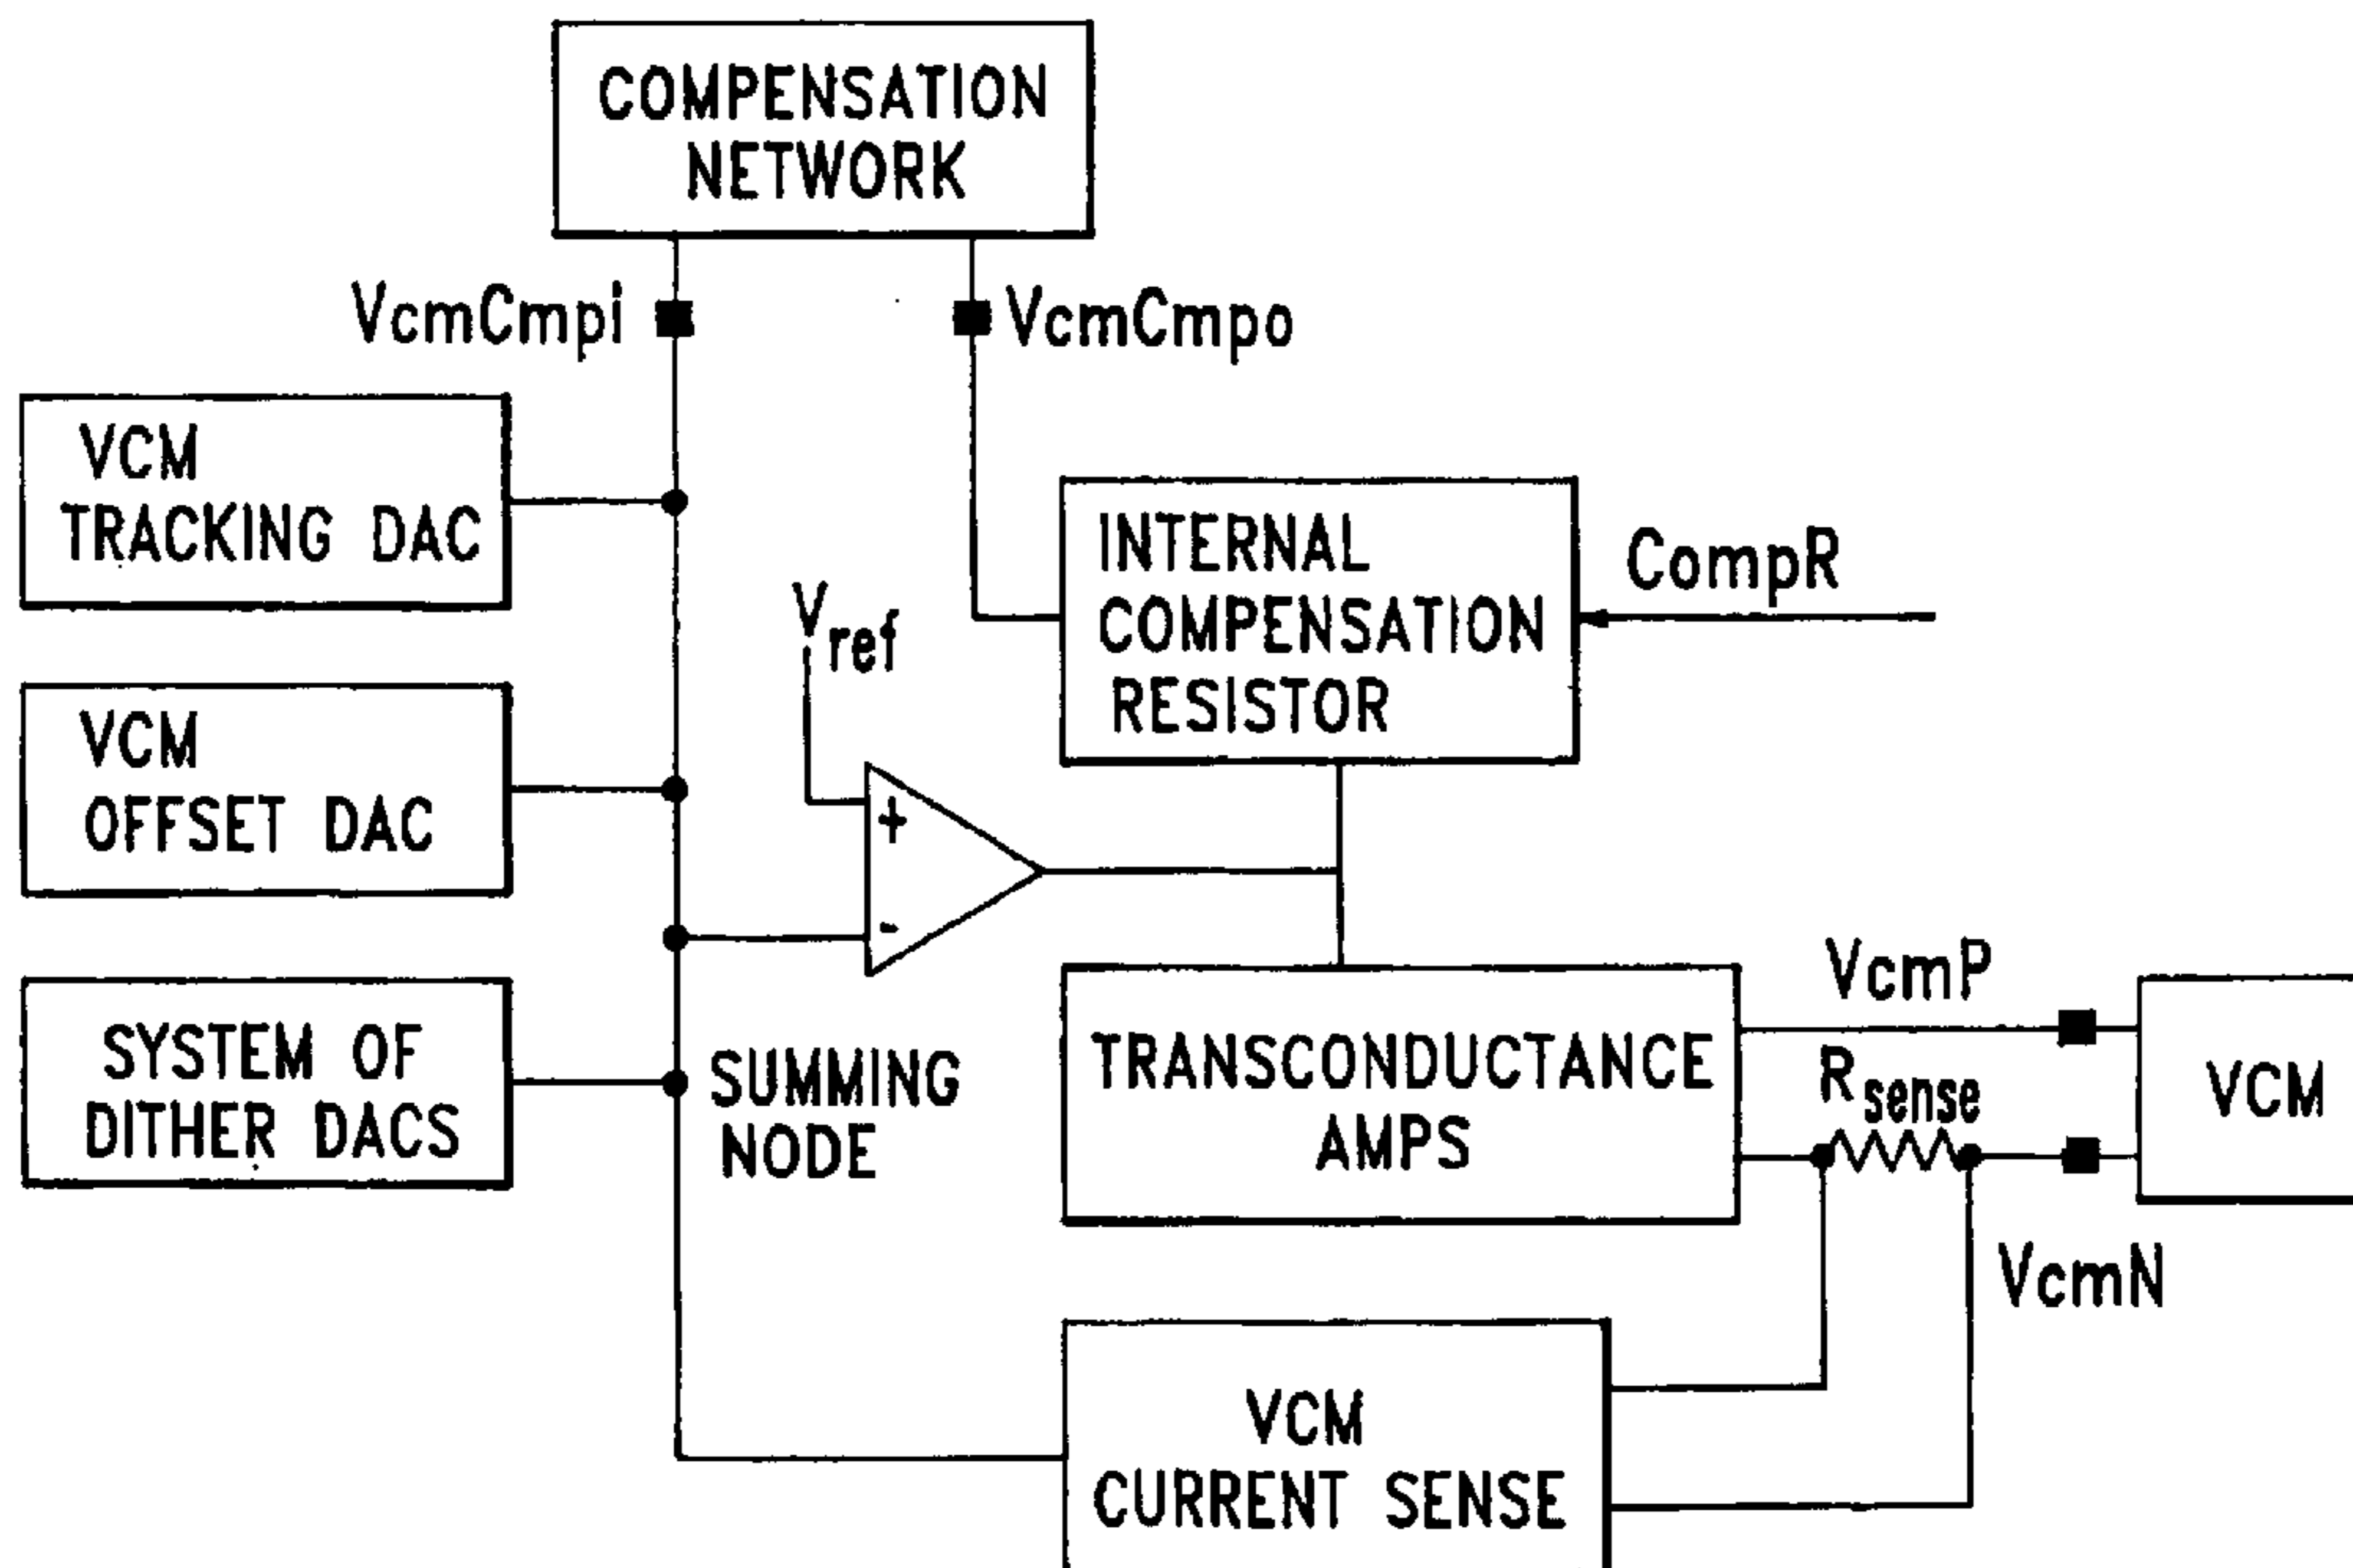 COMPENSATION
NETWORK
VcmCmpi
VcmCmpo
VCM
TRACKING DAC
INTERNAL
COMPENSATION
RESISTOR
CompR
Vref
VCM
OFFSET DAC
+
-
SYSTEM OF
DITHER DACS
SUMMING
NODE
TRANSCONDUCTANCE
AMPS
VcmP
Rsense
VCM
VcmN
VCM
CURRENT SENSE